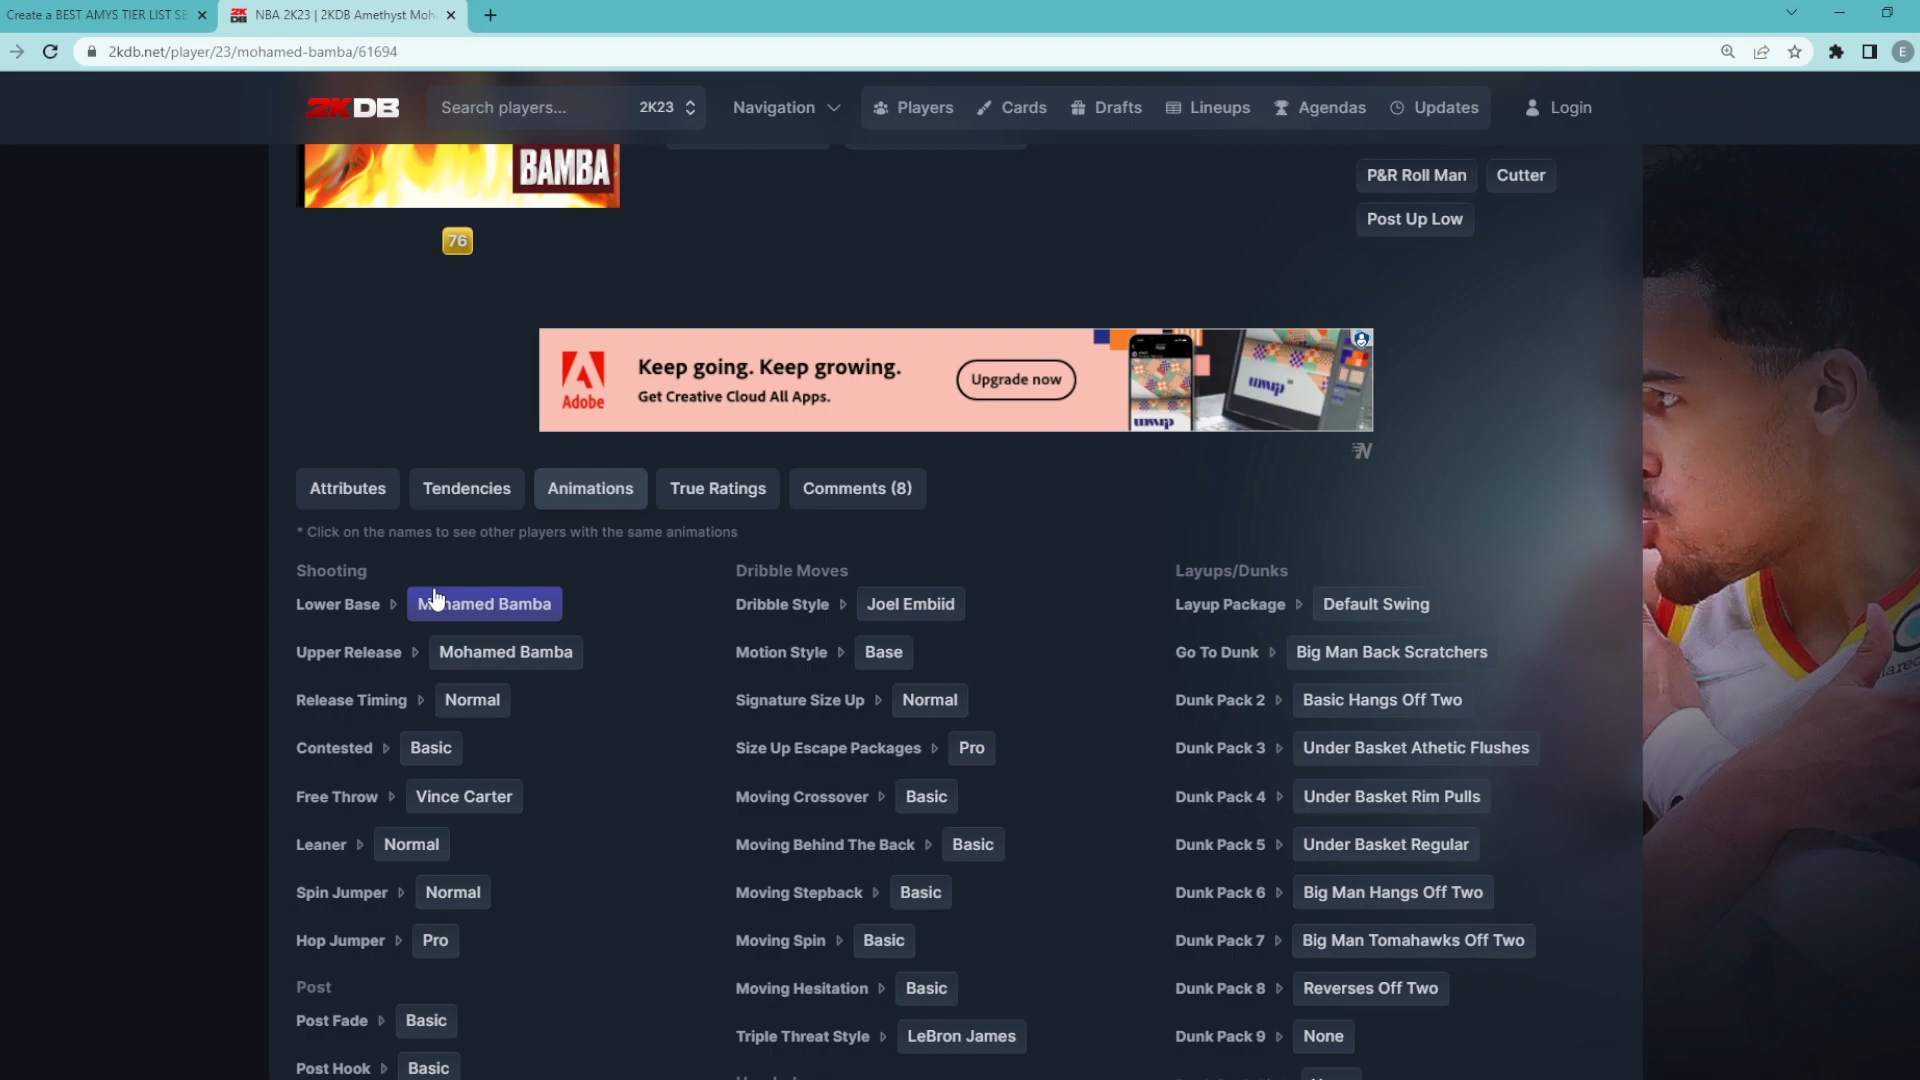 Create a BEST AMYS TIER LIST SE
NBA 2K23 | 2KDB Amethyst Moh
2kdb.net/player/23/mohamed-bamba/61694
E
2KDB
Search players...
2K23
Navigation
Players
Cards
Drafts
Lineups
Agendas
Updates
Login
BAMBA
76
P&R Roll Man
Cutter
Post Up Low
Adobe
Keep going. Keep growing.
Get Creative Cloud All Apps.
Upgrade now
Attributes
Tendencies
Animations
True Ratings
Comments (8)
* Click on the names to see other players with the same animations
Shooting
Lower Base Mohamed Bamba
Upper Release Mohamed Bamba
Release Timing Normal
Contested Basic
Free Throw Vince Carter
Leaner Normal
Spin Jumper Normal
Hop Jumper Pro
Post
Post Fade Basic
Post Hook Basic
Dribble Moves
Dribble Style Joel Embiid
Motion Style Base
Signature Size Up Normal
Size Up Escape Packages Pro
Moving Crossover Basic
Moving Behind The Back Basic
Moving Stepback Basic
Moving Spin Basic
Moving Hesitation Basic
Triple Threat Style LeBron James
Layups/Dunks
Layup Package Default Swing
Go To Dunk Big Man Back Scratchers
Dunk Pack 2 Basic Hangs Off Two
Dunk Pack 3 Under Basket Athetic Flushes
Dunk Pack 4 Under Basket Rim Pulls
Dunk Pack 5 Under Basket Regular
Dunk Pack 6 Big Man Hangs Off Two
Dunk Pack 7 Big Man Tomahawks Off Two
Dunk Pack 8 Reverses Off Two
Dunk Pack 9 None